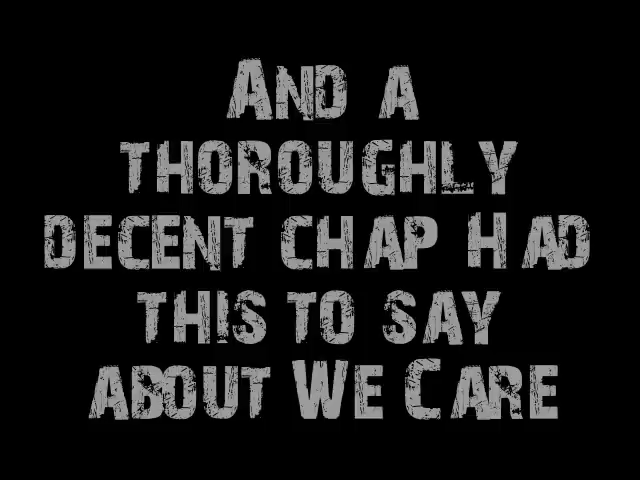 And a
thoroughly
decent chap Had
this to say
about We Care